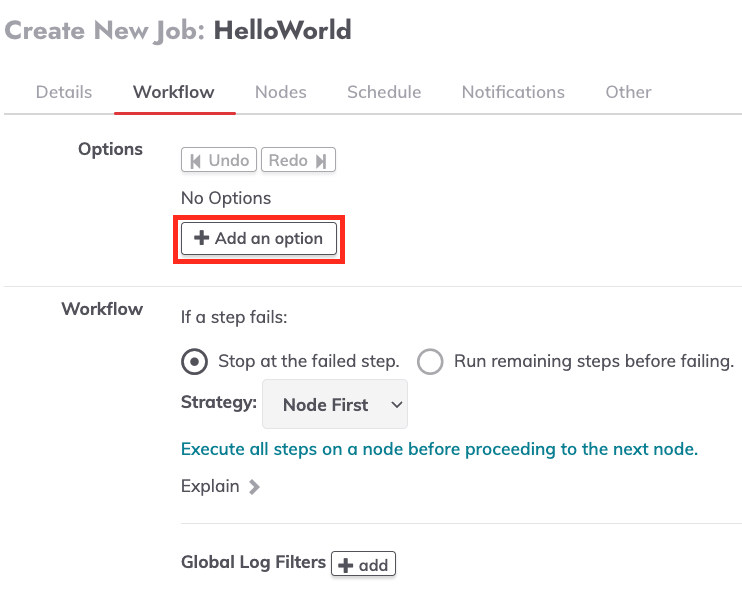 Create New Job: HelloWorld
Details Workflow Nodes Schedule Notifications Other
Options
Undo Redo
No Options
Add an option
Workflow
If a step fails:
Stop at the failed step. Run remaining steps before failing.
Strategy: Node First
Execute all steps on a node before proceeding to the next node.
Explain
Global Log Filters add